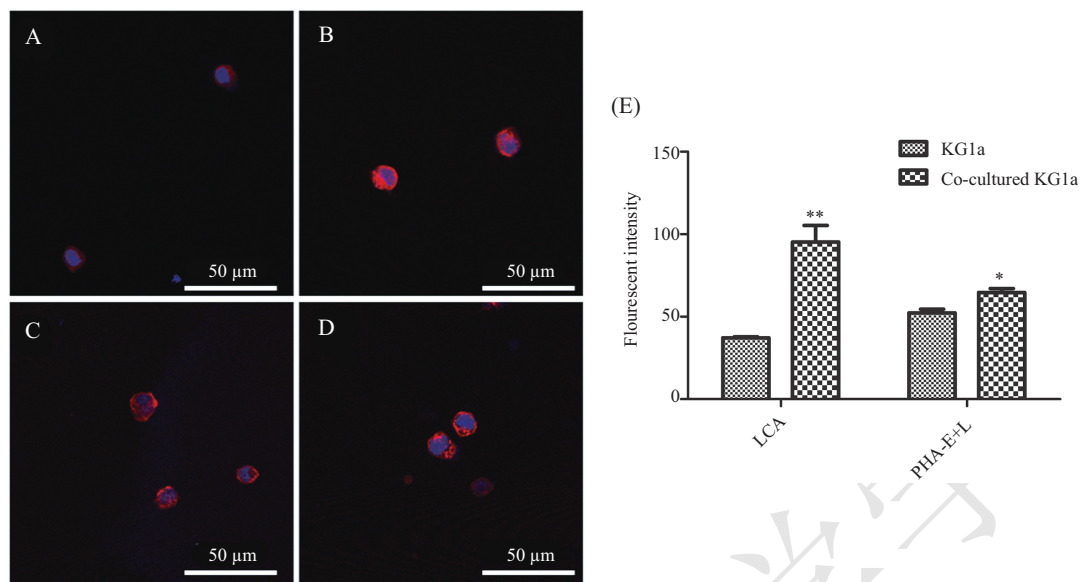 A
B
50 µm
50 µm
C
D
50 µm
50 µm
(E)
KG1a
Co-cultured KG1a
150
100
50
0
Flourescent intensity
**
*
LCA
PHA-E+L